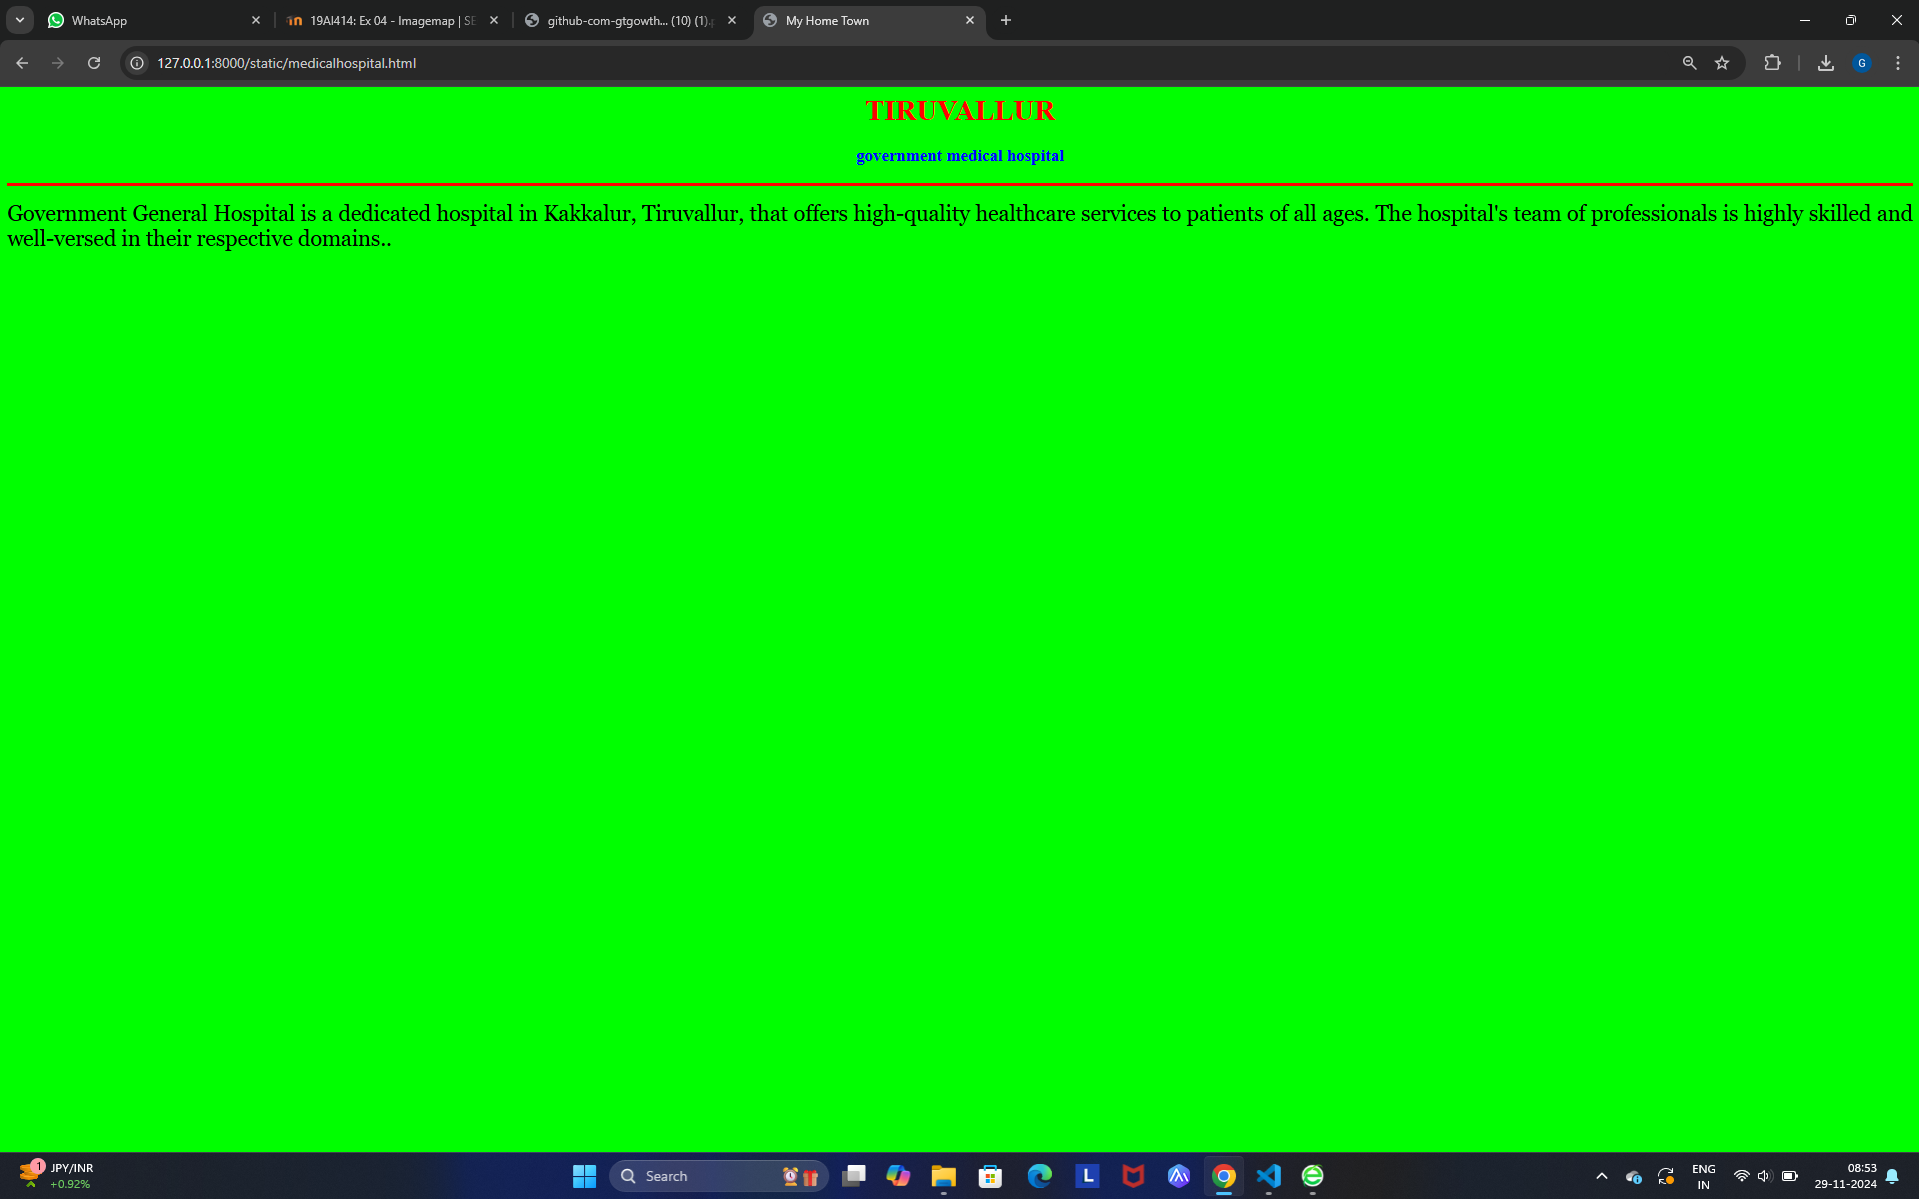 WhatsApp
19AI414: Ex 04 - Imagemap | SE
github-com-gtgowth... (10) (1).
My Home Town
127.0.0.1:8000/static/medicalhospital.html
G
TIRUVALLUR
government medical hospital
Government General Hospital is a dedicated hospital in Kakkalur, Tiruvallur, that offers high-quality healthcare services to patients of all ages. The hospital's team of professionals is highly skilled and
well-versed in their respective domains..
1
JPY/INR
+0.92%
Search
L
ENG
IN
08:53
29-11-2024